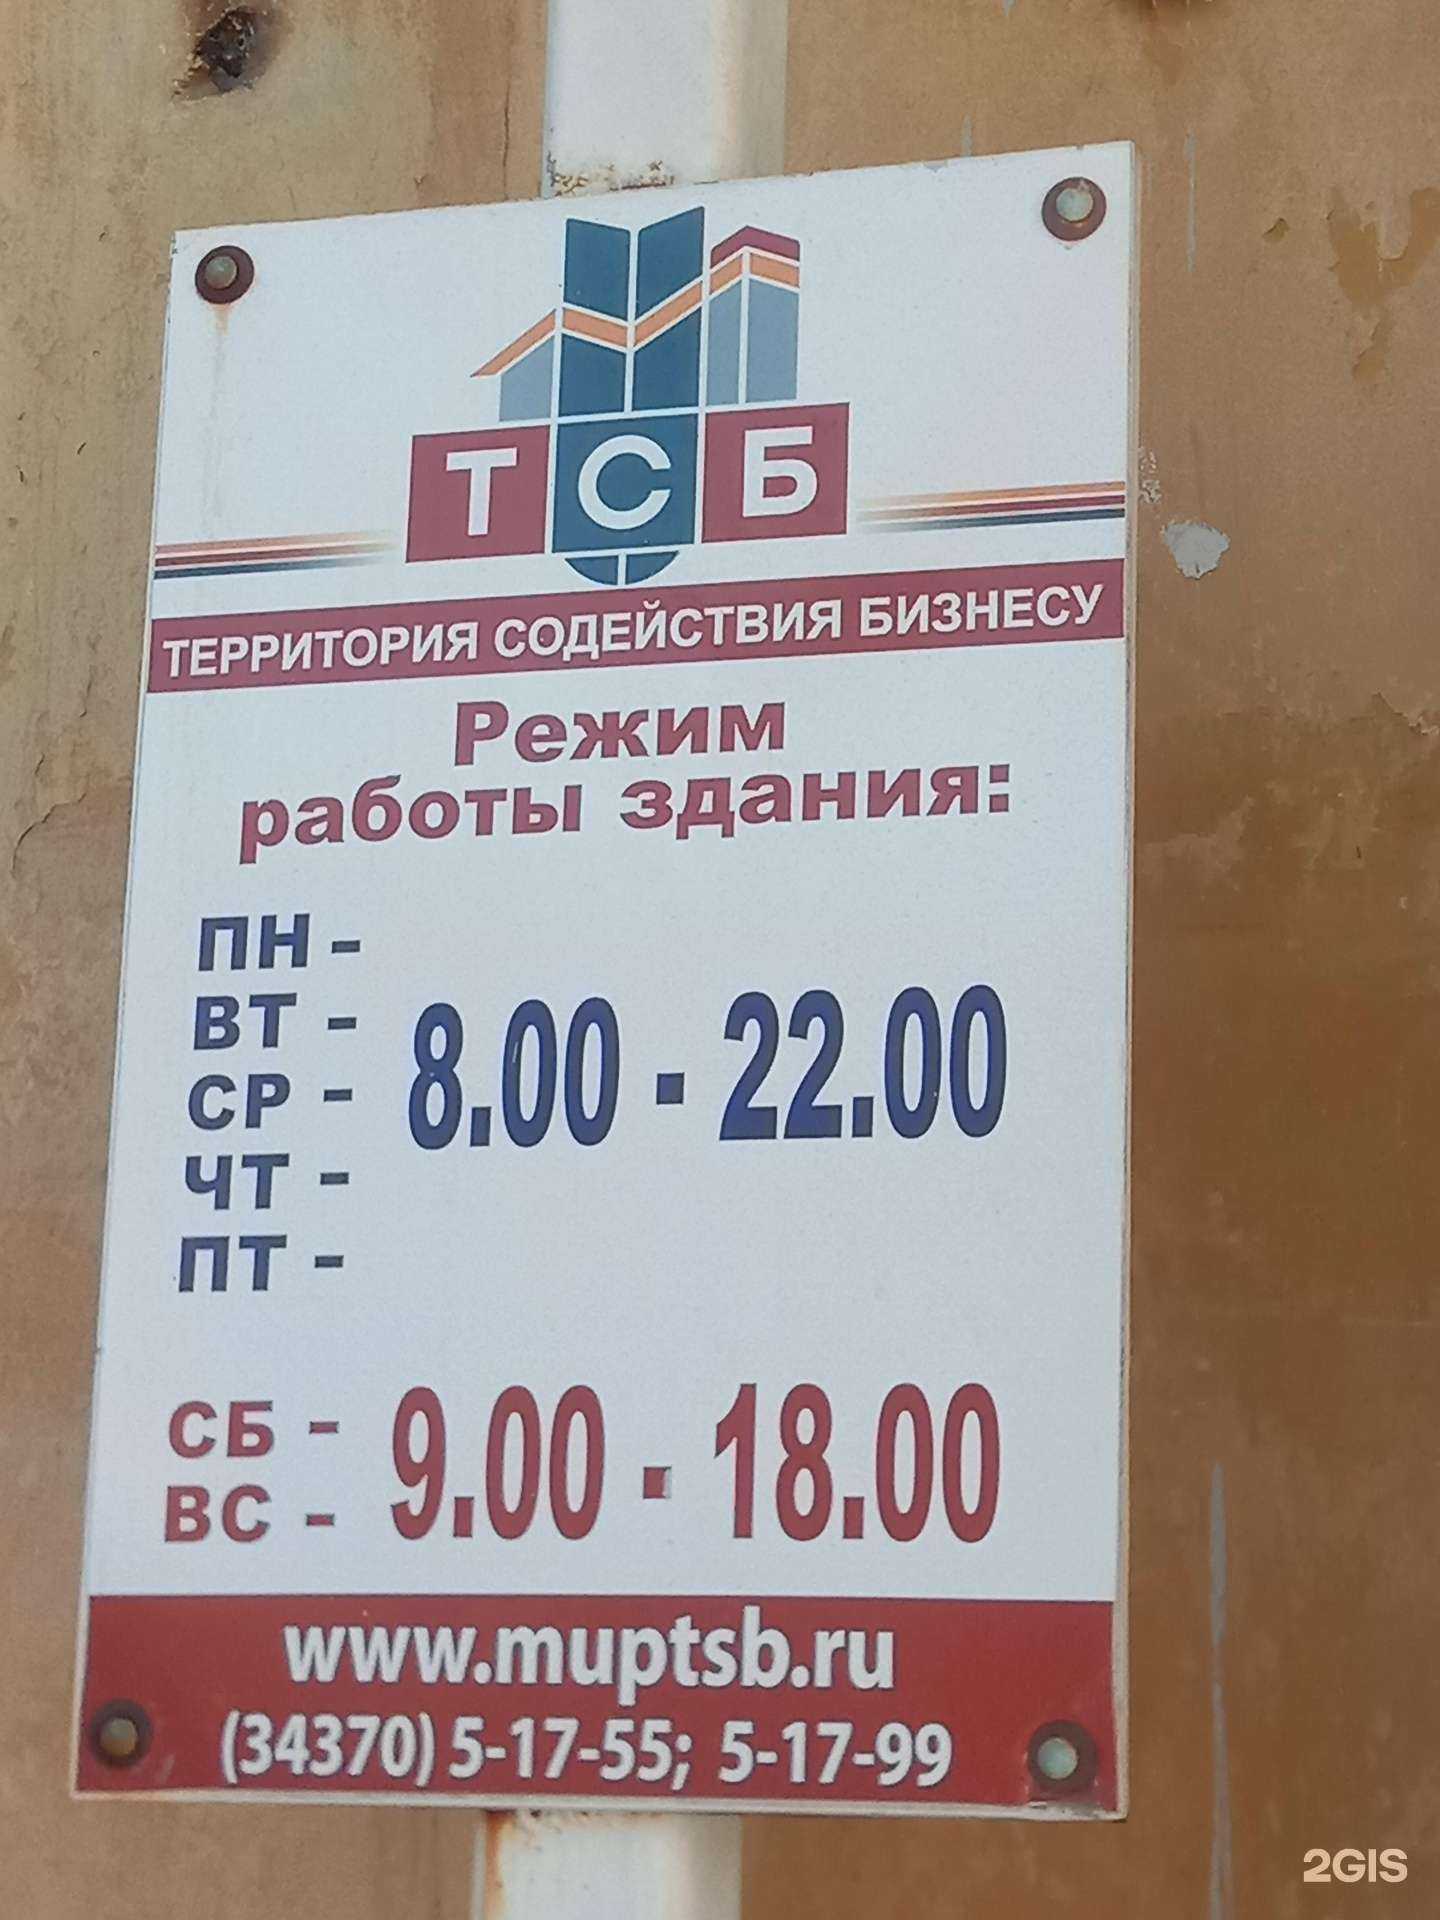 ТСБ
ТЕРРИТОРИЯ СОДЕЙСТВИЯ БИЗНЕСУ
Режим
работы здания:
ПН -
ВТ -
СР - 8.00 - 22.00
ЧТ -
ПТ -
СБ - 9.00 - 18.00
ВС -
www.muptsb.ru
(34370) 5-17-55; 5-17-99
2GIS